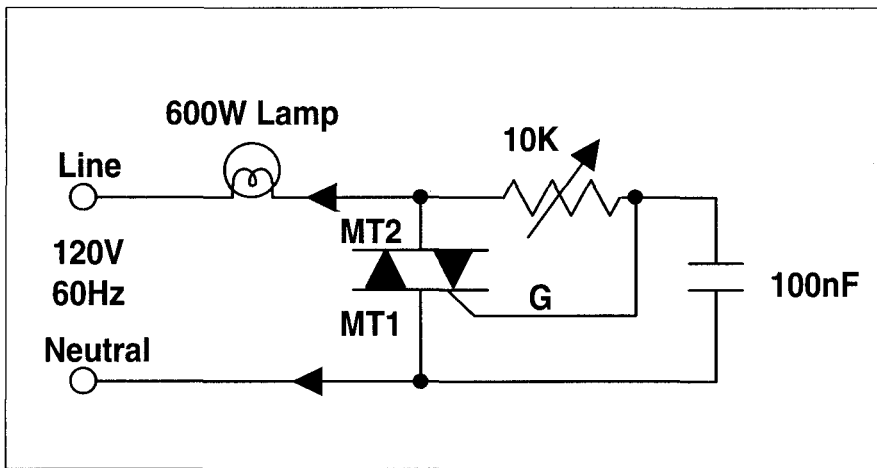 600W Lamp
10K
Line
MT2
120V
60Hz
G
100nF
MT1
Neutral